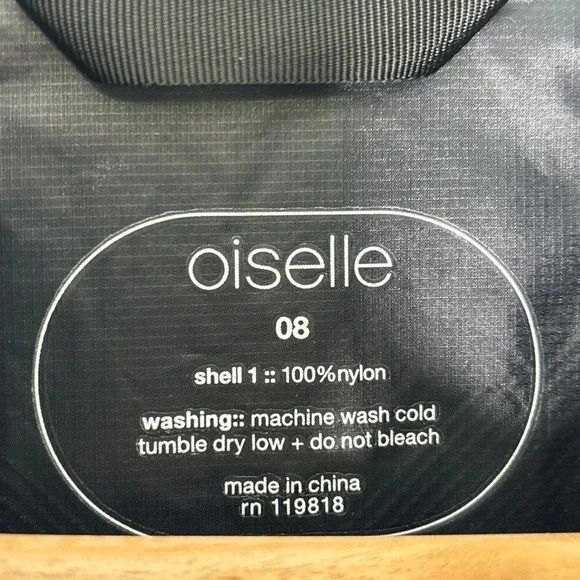 oiselle
08
shell 1 :: 100%nylon
washing:: machine wash cold
tumble dry low + do not bleach
made in china
rn 119818